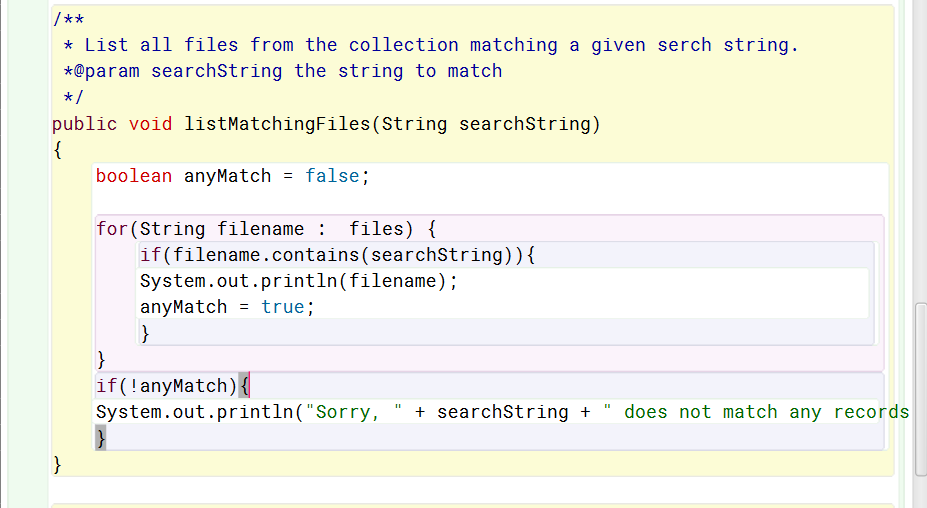 /**
 * List all files from the collection matching a given serch string.
 *@param searchString the string to match
 */
public void listMatchingFiles(String searchString)
{
    boolean anyMatch = false;
    for(String filename :  files) {
        if(filename.contains(searchString)){
        System.out.println(filename);
        anyMatch = true;
        }
    }
    if(!anyMatch){
    System.out.println("Sorry, " + searchString + " does not match any records
    }
}